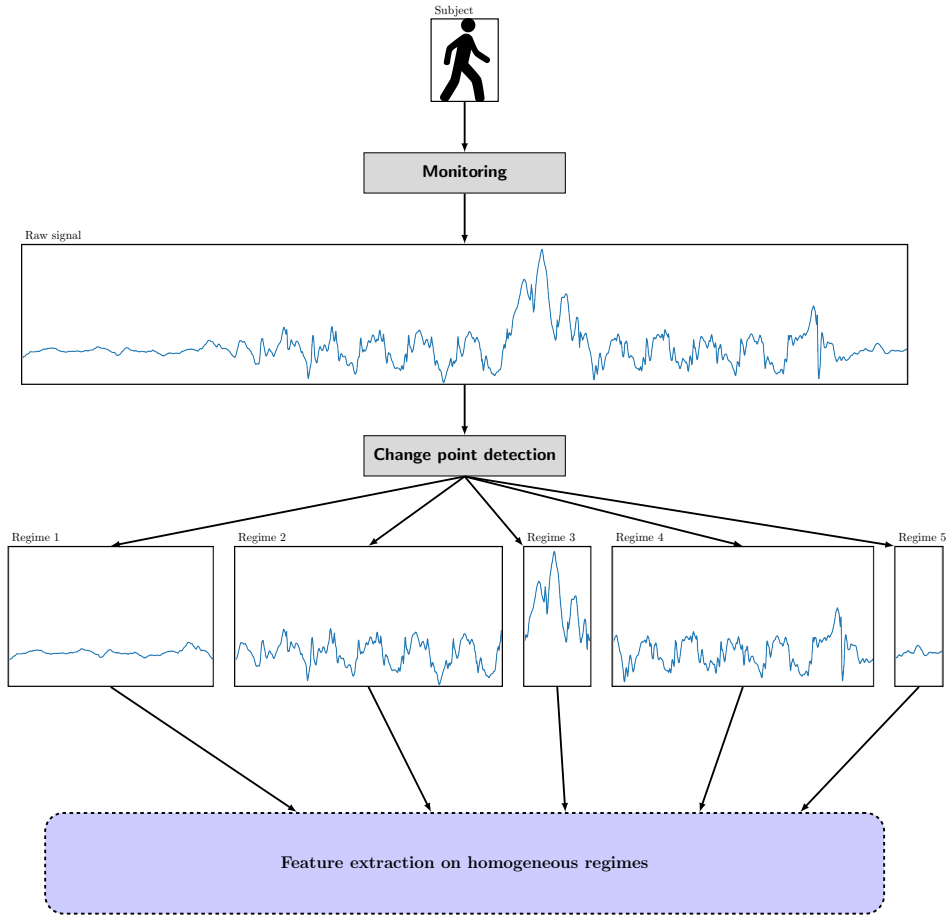 Subject
Monitoring
Raw signal
Change point detection
Regime 1
Regime 2
Regime 3
Regime 4
Regime 5
Feature extraction on homogeneous regimes